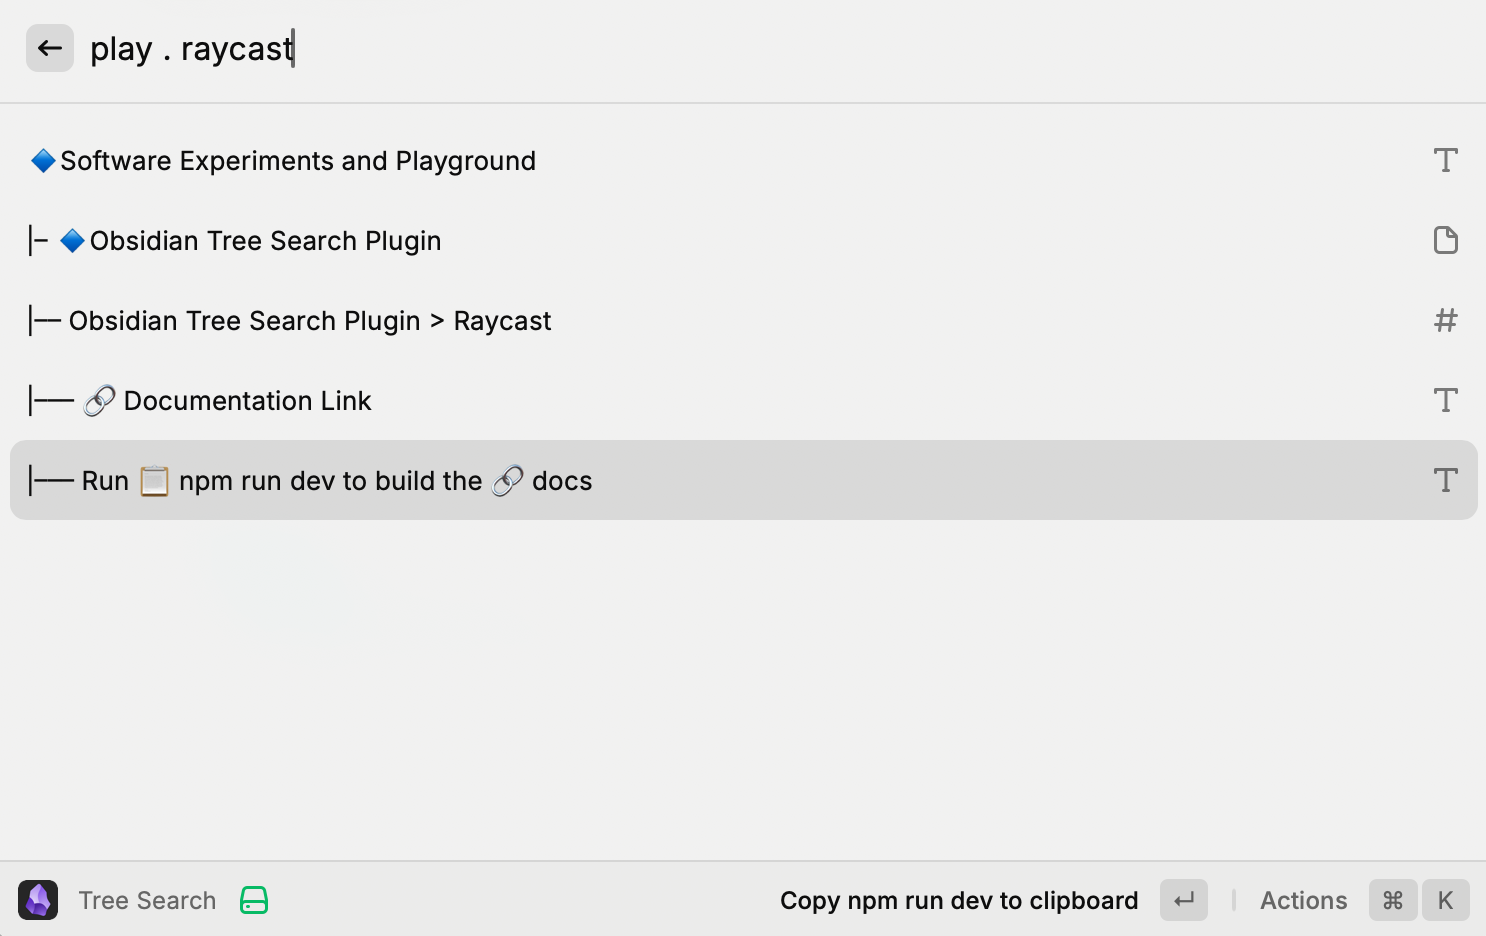 play . raycast
🔷Software Experiments and Playground
|– 🔷Obsidian Tree Search Plugin
|–– Obsidian Tree Search Plugin > Raycast
|––– 🔗 Documentation Link
|––– Run 📋 npm run dev to build the 🔗 docs
Tree Search Copy npm run dev to clipboard ↵ | Actions ⌘ K